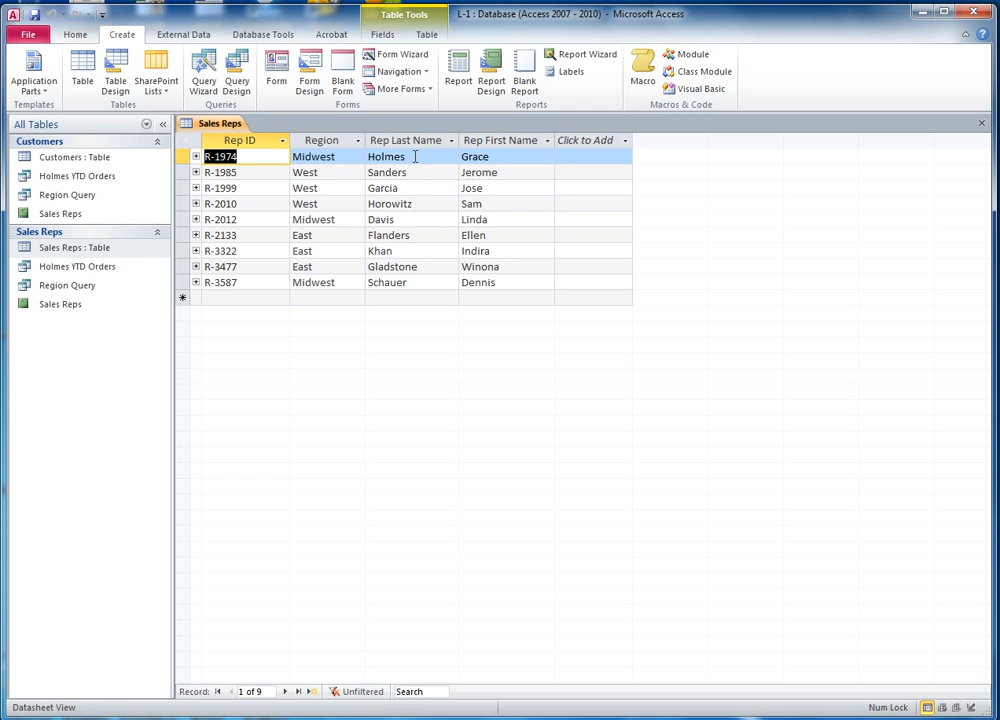 Table Tools
L-1 : Database (Access 2007 - 2010) - Microsoft Access
File Home Create External Data Database Tools Acrobat Fields Table
Application Parts
Templates
Table
Table Design
SharePoint Lists
Tables
Query Wizard
Query Design
Queries
Form
Form Design
Blank Form
Form Wizard
Navigation
More Forms
Forms
Report
Report Design
Blank Report
Report Wizard
Labels
Reports
Macro
Module
Class Module
Visual Basic
Macros & Code
All Tables
Customers
Customers : Table
Holmes YTD Orders
Region Query
Sales Reps
Sales Reps
Sales Reps : Table
Holmes YTD Orders
Region Query
Sales Reps
Sales Reps
Rep ID Region Rep Last Name Rep First Name Click to Add
R-1974 Midwest Holmes Grace
R-1985 West Sanders Jerome
R-1999 West Garcia Jose
R-2010 West Horowitz Sam
R-2012 Midwest Davis Linda
R-2133 East Flanders Ellen
R-3322 East Khan Indira
R-3477 East Gladstone Winona
R-3587 Midwest Schauer Dennis
Record: 1 of 9 Unfiltered Search
Datasheet View Num Lock